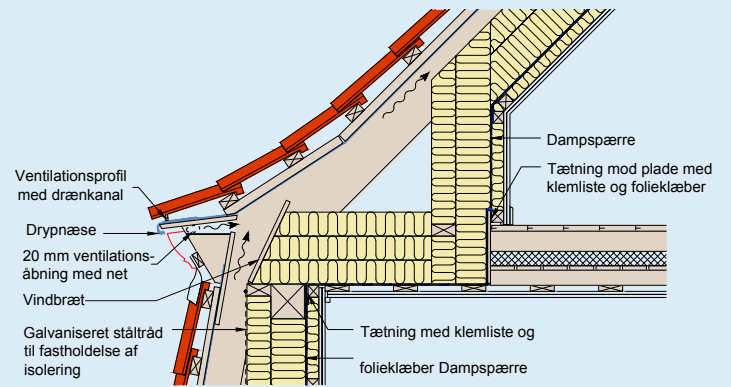 Ventilationsprofil
med drænkanal
Drypnæse
20 mm ventilations-
åbning med net
Vindbræt
Galvaniseret ståltråd
til fastholdelse af
isolering
Dampspærre
Tætning mod plade med
klemliste og folieklæber
Tætning med klemliste og
folieklæber Dampspærre